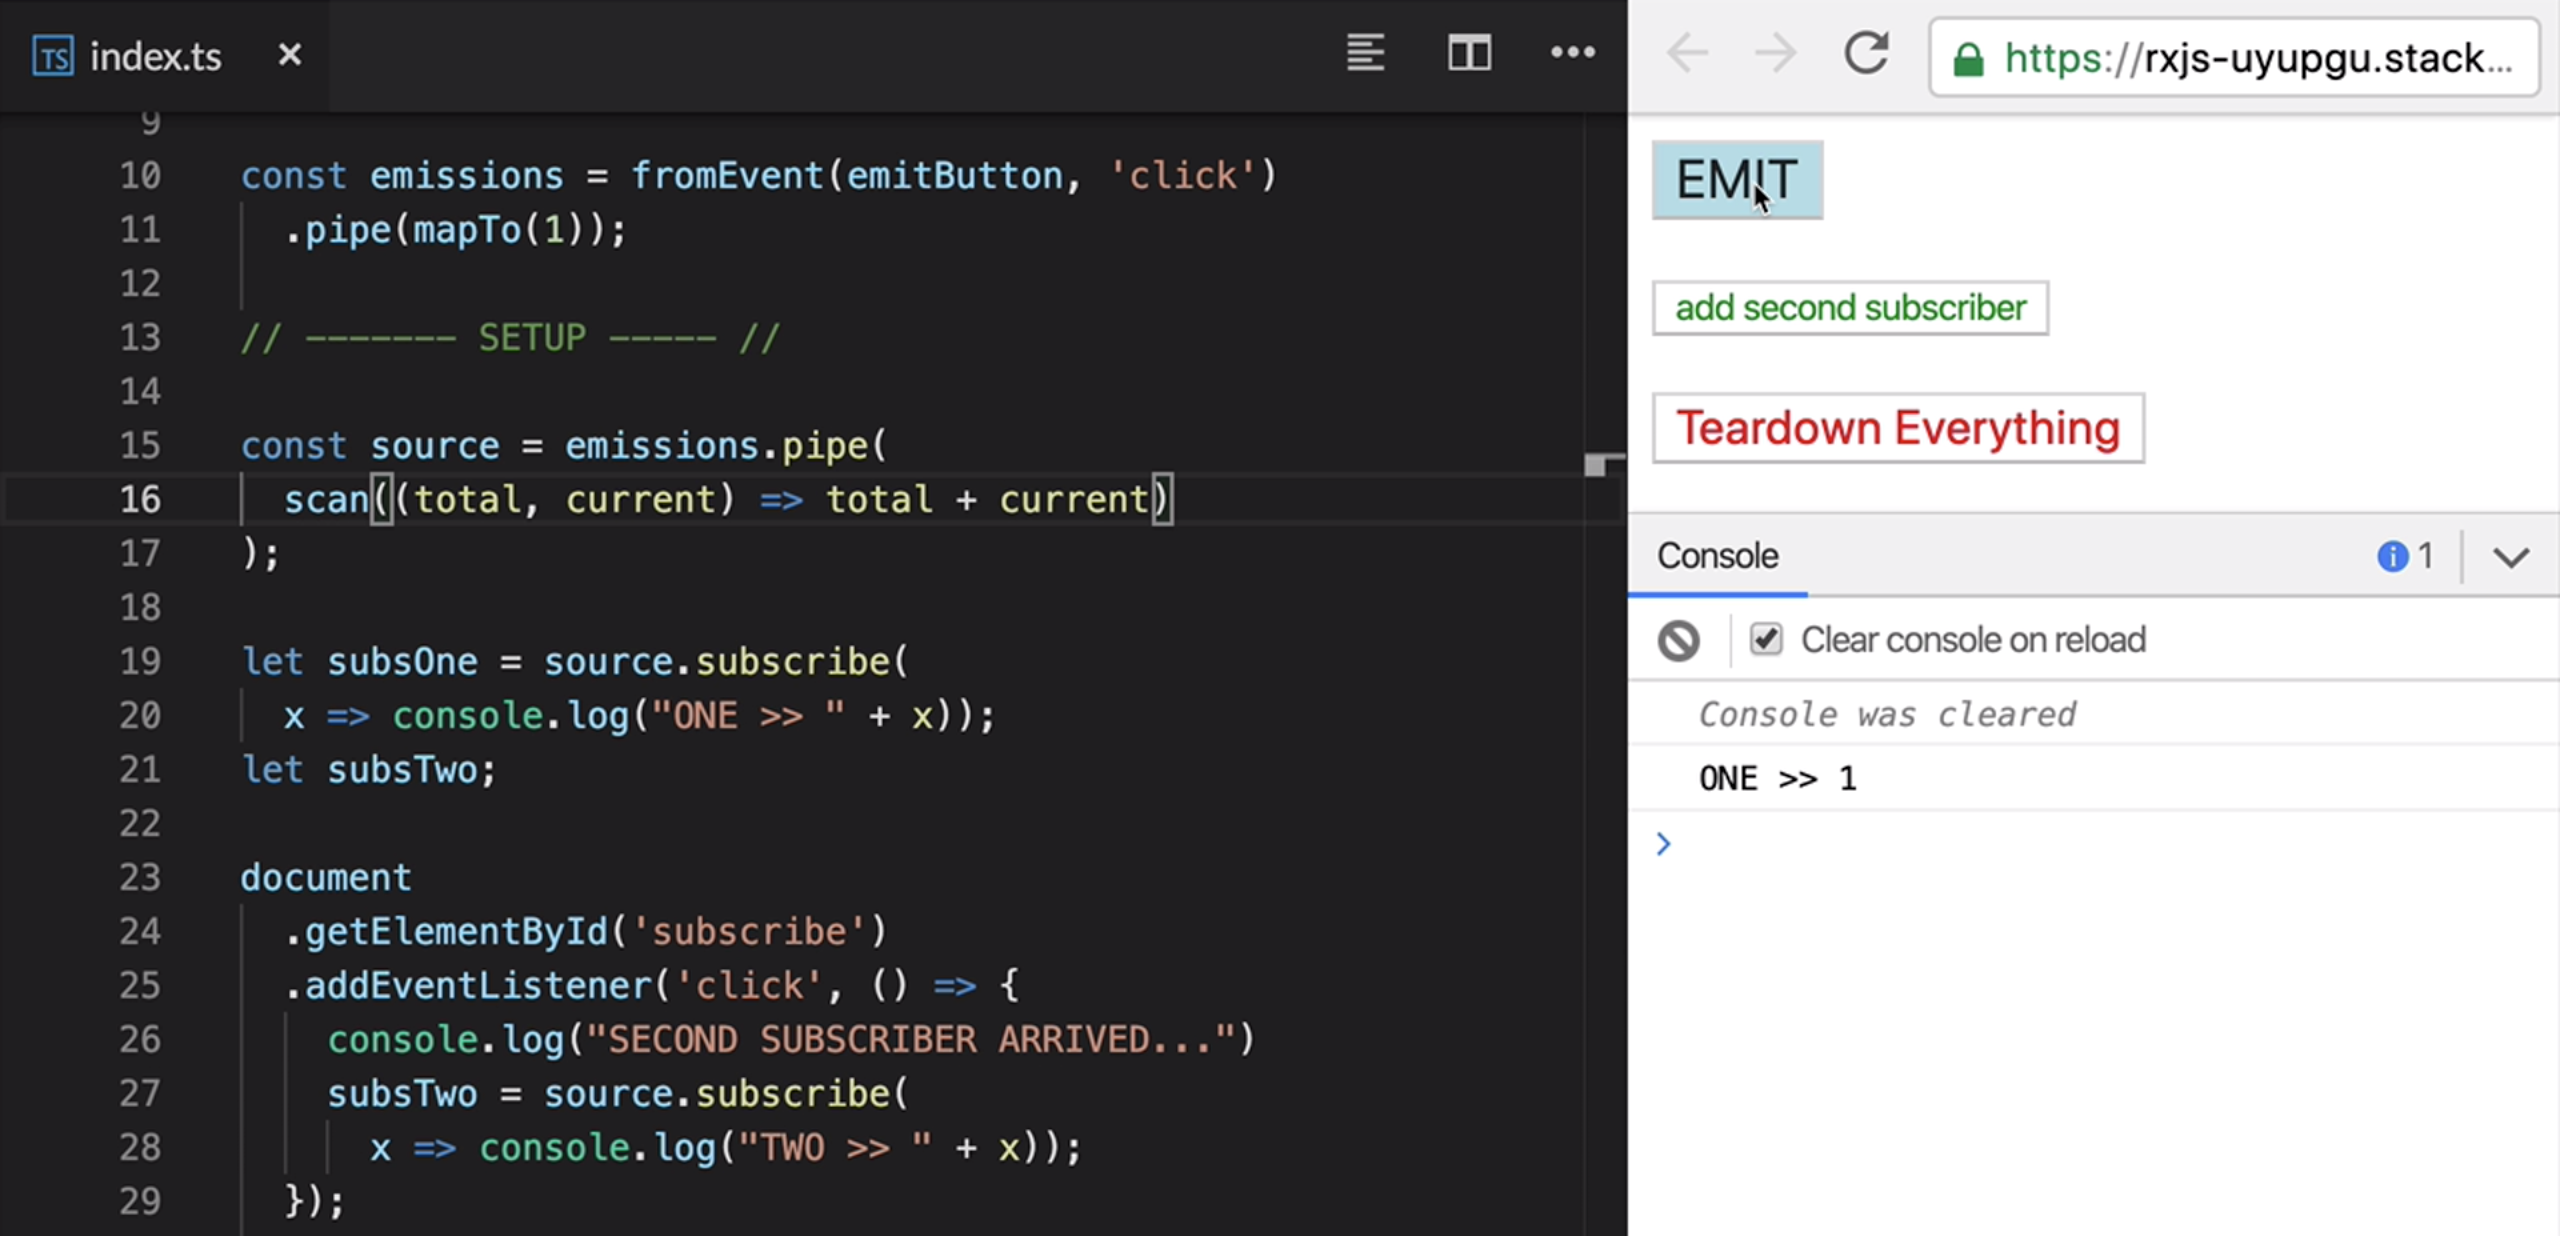 TS index.ts ×
9
10 const emissions = fromEvent(emitButton, 'click')
11 .pipe(mapTo(1));
12
13 // ------- SETUP ----- //
14
15 const source = emissions.pipe(
16 scan((total, current) => total + current)
17 );
18
19 let subsOne = source.subscribe(
20 x => console.log("ONE >> " + x));
21 let subsTwo;
22
23 document
24 .getElementById('subscribe')
25 .addEventListener('click', () => {
26 console.log("SECOND SUBSCRIBER ARRIVED...")
27 subsTwo = source.subscribe(
28 x => console.log("TWO >> " + x));
29 });
https://rxjs-uyupgu.stack...
EMIT
add second subscriber
Teardown Everything
Console 1
Clear console on reload
Console was cleared
ONE >> 1
>